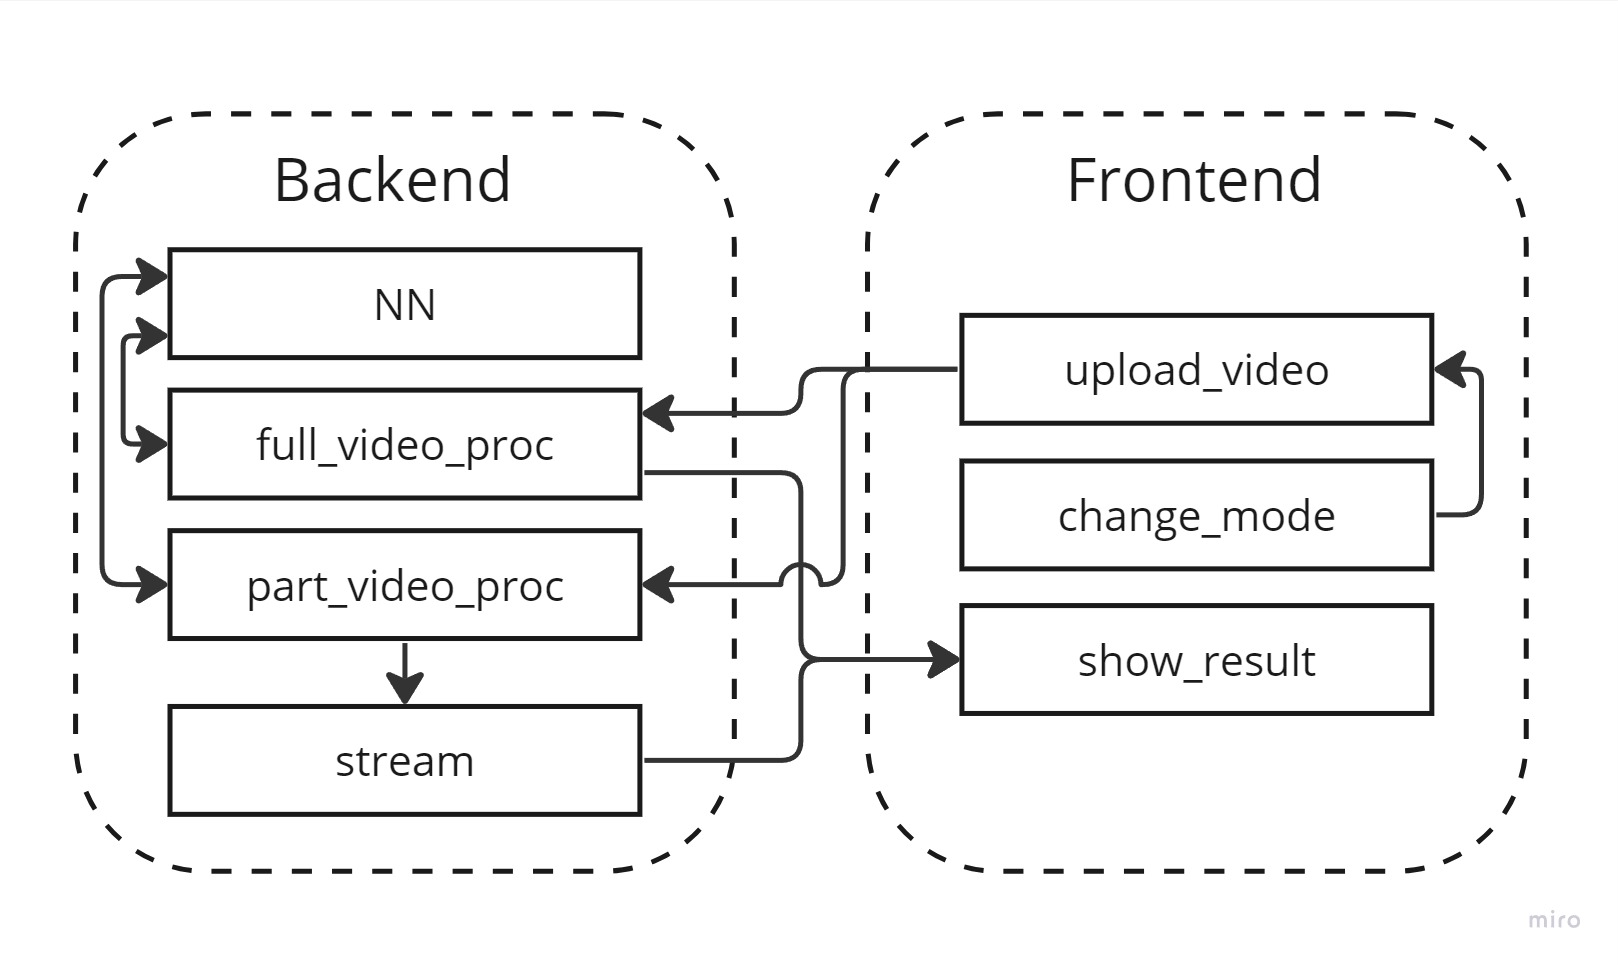 Backend
NN
full_video_proc
part_video_proc
stream
Frontend
upload_video
change_mode
show_result
miro